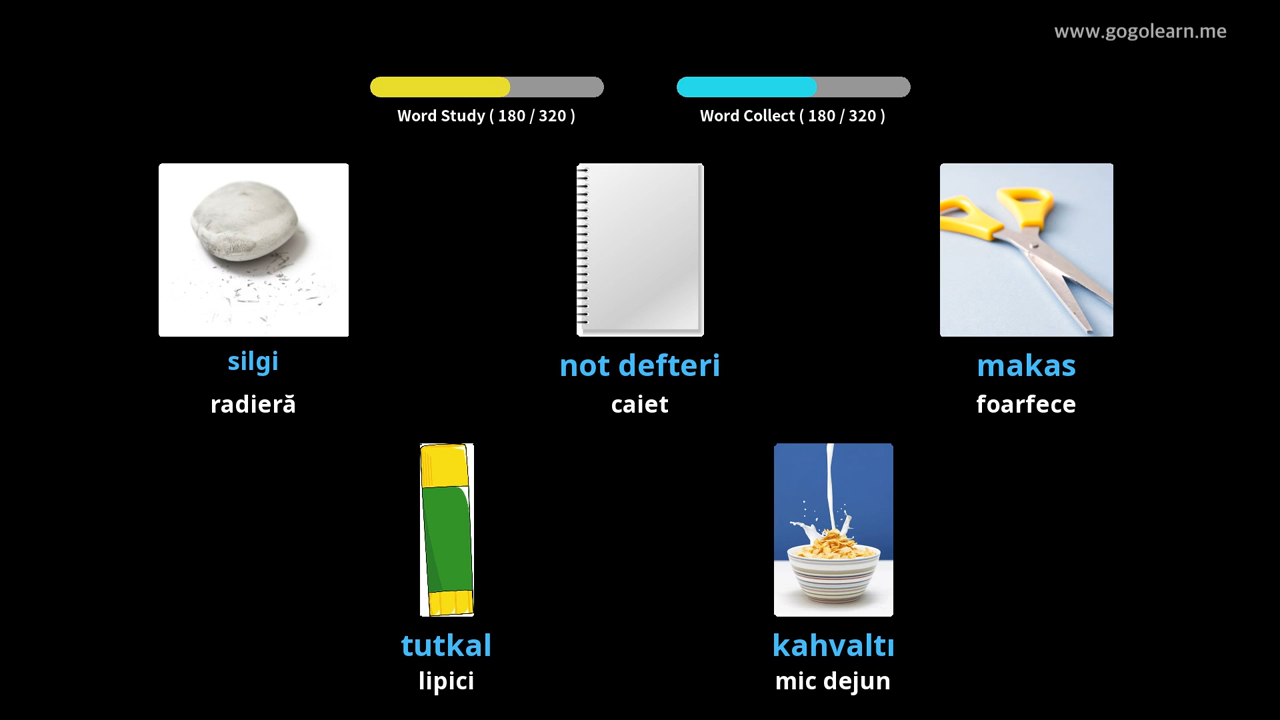 www.gogolearn.me
Word Study ( 180 / 320 )
Word Collect ( 180 / 320 )
silgi
not defteri
makas
radieră
caiet
foarfece
tutkal
kahvaltı
lipici
mic dejun